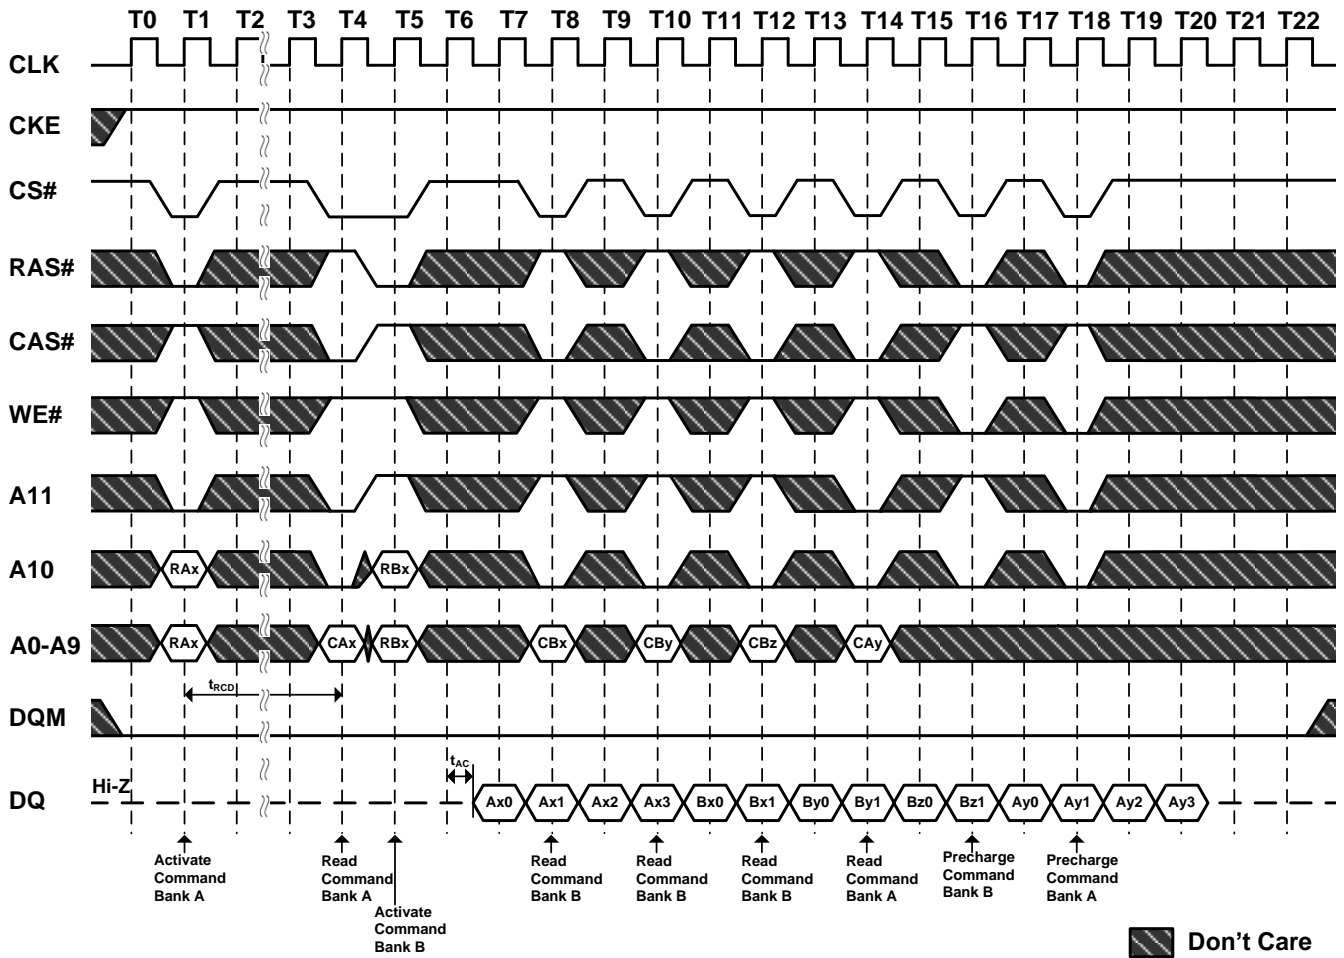 T0 T1 T2 T3 T4 T5 T6 T7 T8 T9 T10 T11 T12 T13 T14 T15 T16 T17 T18 T19 T20 T21 T22
CLK
CKE
CS#
RAS#
CAS#
WE#
A11
A10 RAx RBx
A0-A9 RAx CAx RBx CBx CBy CBz CAy
tRCD
DQM
tAC
Hi-Z
DQ Ax0 Ax1 Ax2 Ax3 Bx0 Bx1 By0 By1 Bz0 Bz1 Ay0 Ay1 Ay2 Ay3
Activate
Command
Bank A
Read
Command
Bank A
Activate
Command
Bank B
Read
Command
Bank B
Read
Command
Bank B
Read
Command
Bank B
Read
Command
Bank A
Precharge
Command
Bank B
Precharge
Command
Bank A
Don't Care